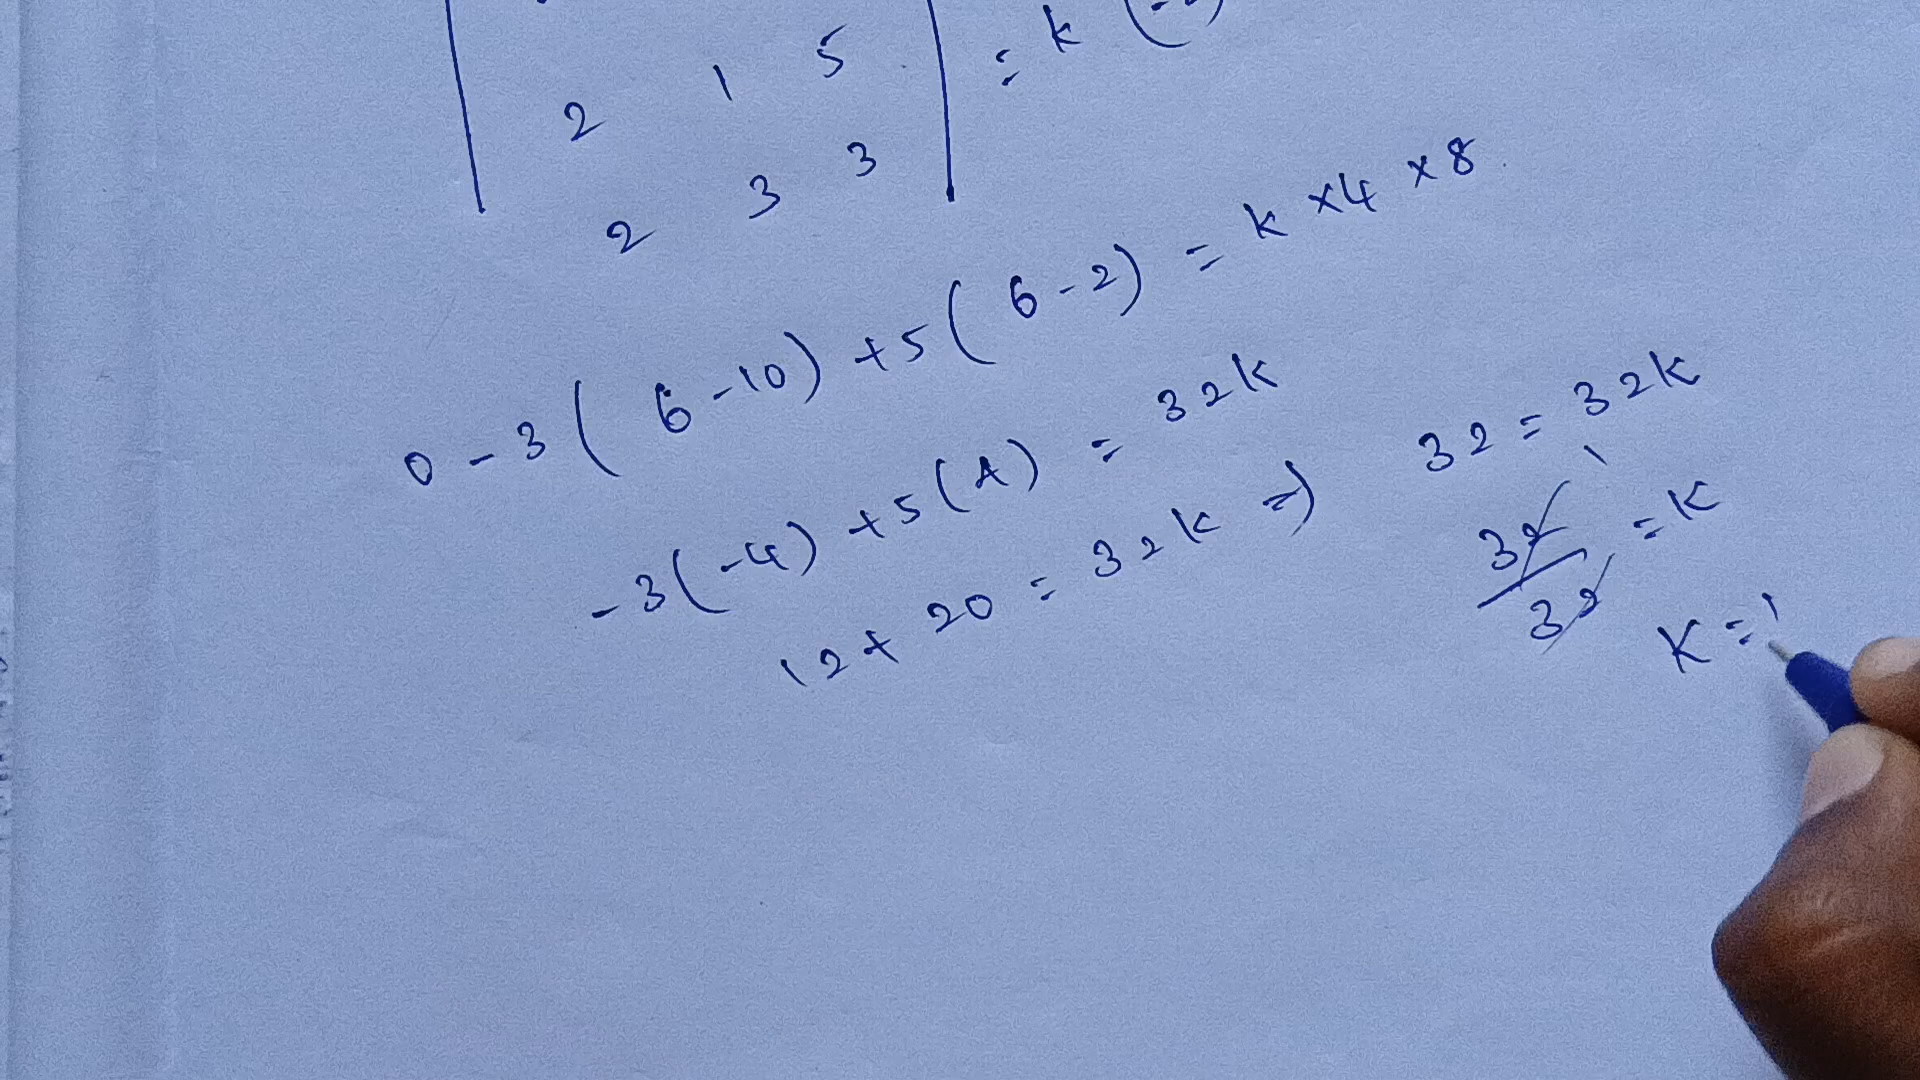 2 1 5 = k (
2 3 3
0 - 3 ( 6 - 10 ) + 5 ( 6 - 2 ) = k × 4 × 8
- 3 ( - 4 ) + 5 ( 4 ) = 32k
12 + 20 = 32k => 32 = 32k
32/32 = k
1
K = 1